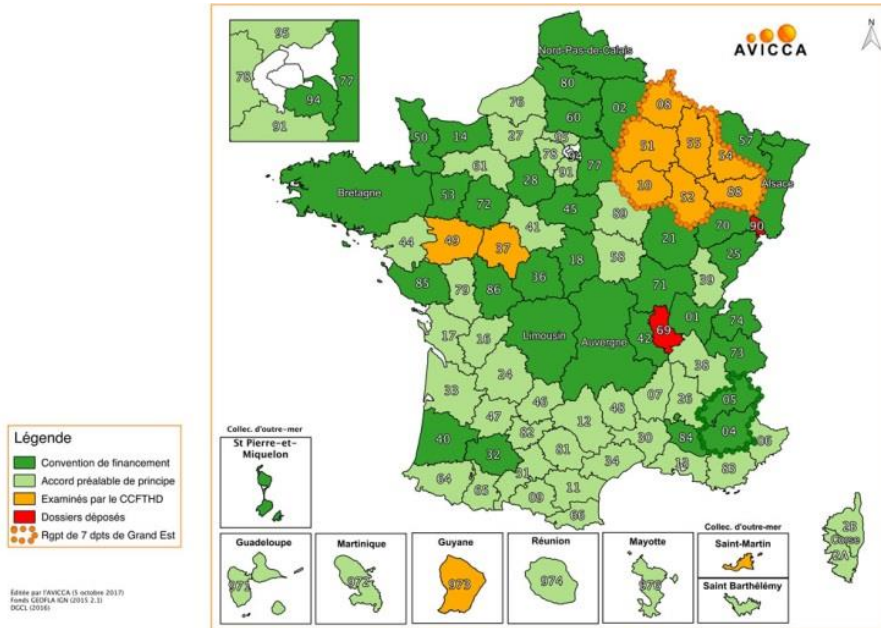 95
78
77
94
91
AVICCA
N
Nord-Pas-de-Calais
80
76
02
08
60
50
14
27
95
51
55
57
54
78
94
77
61
91
Alsace
28
10
88
Bretagne
53
52
72
45
89
70
90
41
44
49
37
21
25
18
58
36
85
79
86
71
39
01
74
17
16
Limousin
Auvergne
42
69
73
38
24
33
05
46
07
26
47
48
12
04
40
82
84
06
32
81
30
34
13
83
31
64
65
11
09
66
2B
Corse
2A
Légende
Convention de financement
Accord préalable de principe
Examinés par le CCFTHD
Dossiers déposés
Rgpt de 7 dpts de Grand Est
Collec. d'outre-mer
St Pierre-et-
Miquelon
Collec. d'outre-mer
Guadeloupe
Martinique
Guyane
Réunion
Mayotte
Saint-Martin
971
972
973
974
976
Saint Barthélémy
Editée par l'AVICCA (5 octobre 2017)
Fonds GEOFLA IGN (2015 2.1)
DGCL (2016)